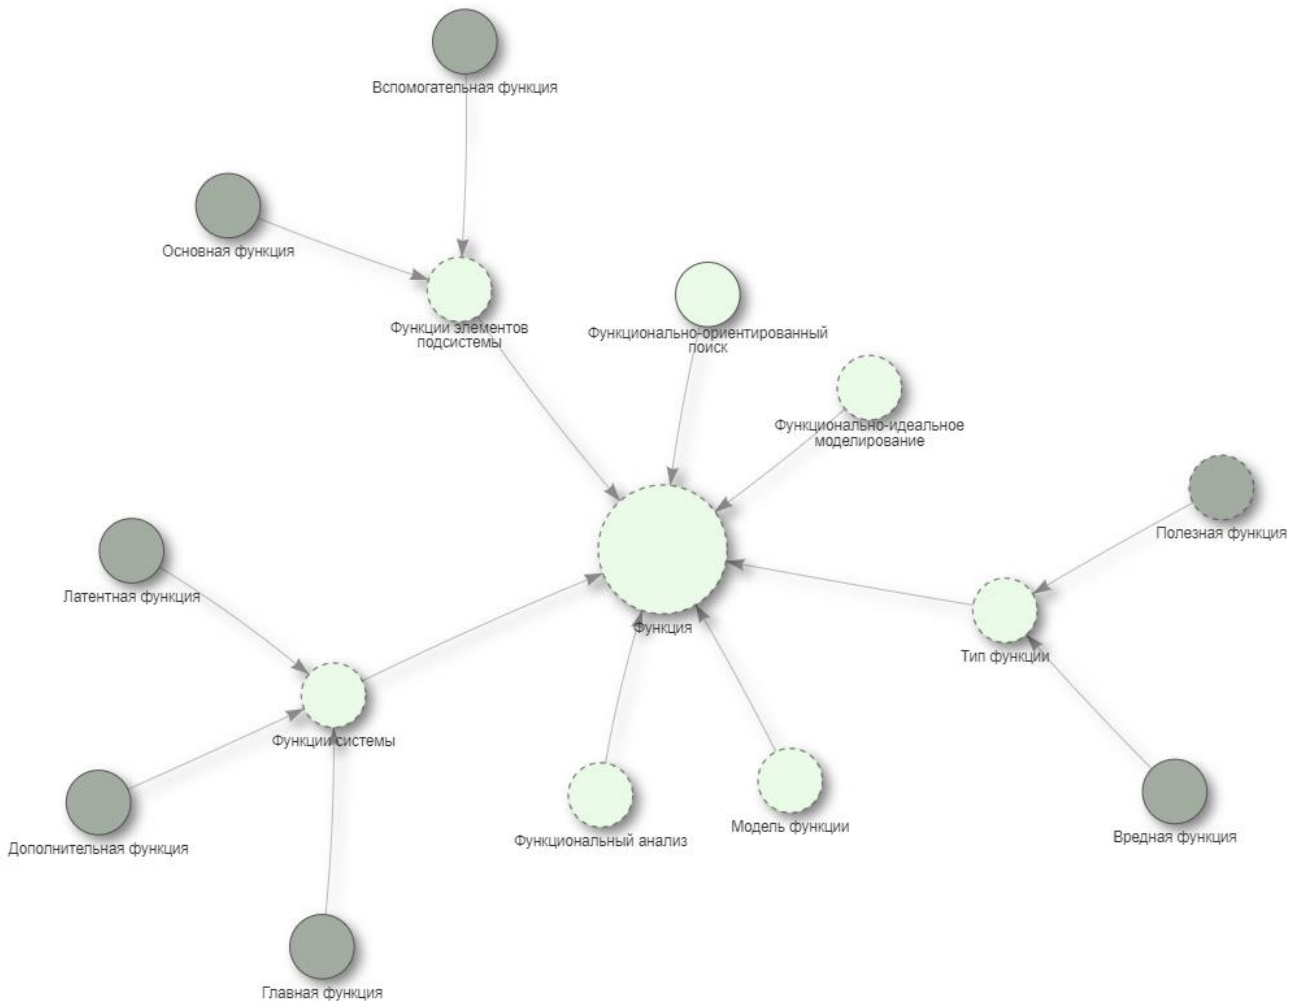 Вспомогательная функция
Основная функция
Функции элементов
подсистемы
Функционально-ориентированный
поиск
Функционально-идеальное
моделирование
Полезная функция
Латентная функция
Функция
Тип функции
Функции системы
Модель функции
Вредная функция
Функциональный анализ
Дополнительная функция
Главная функция